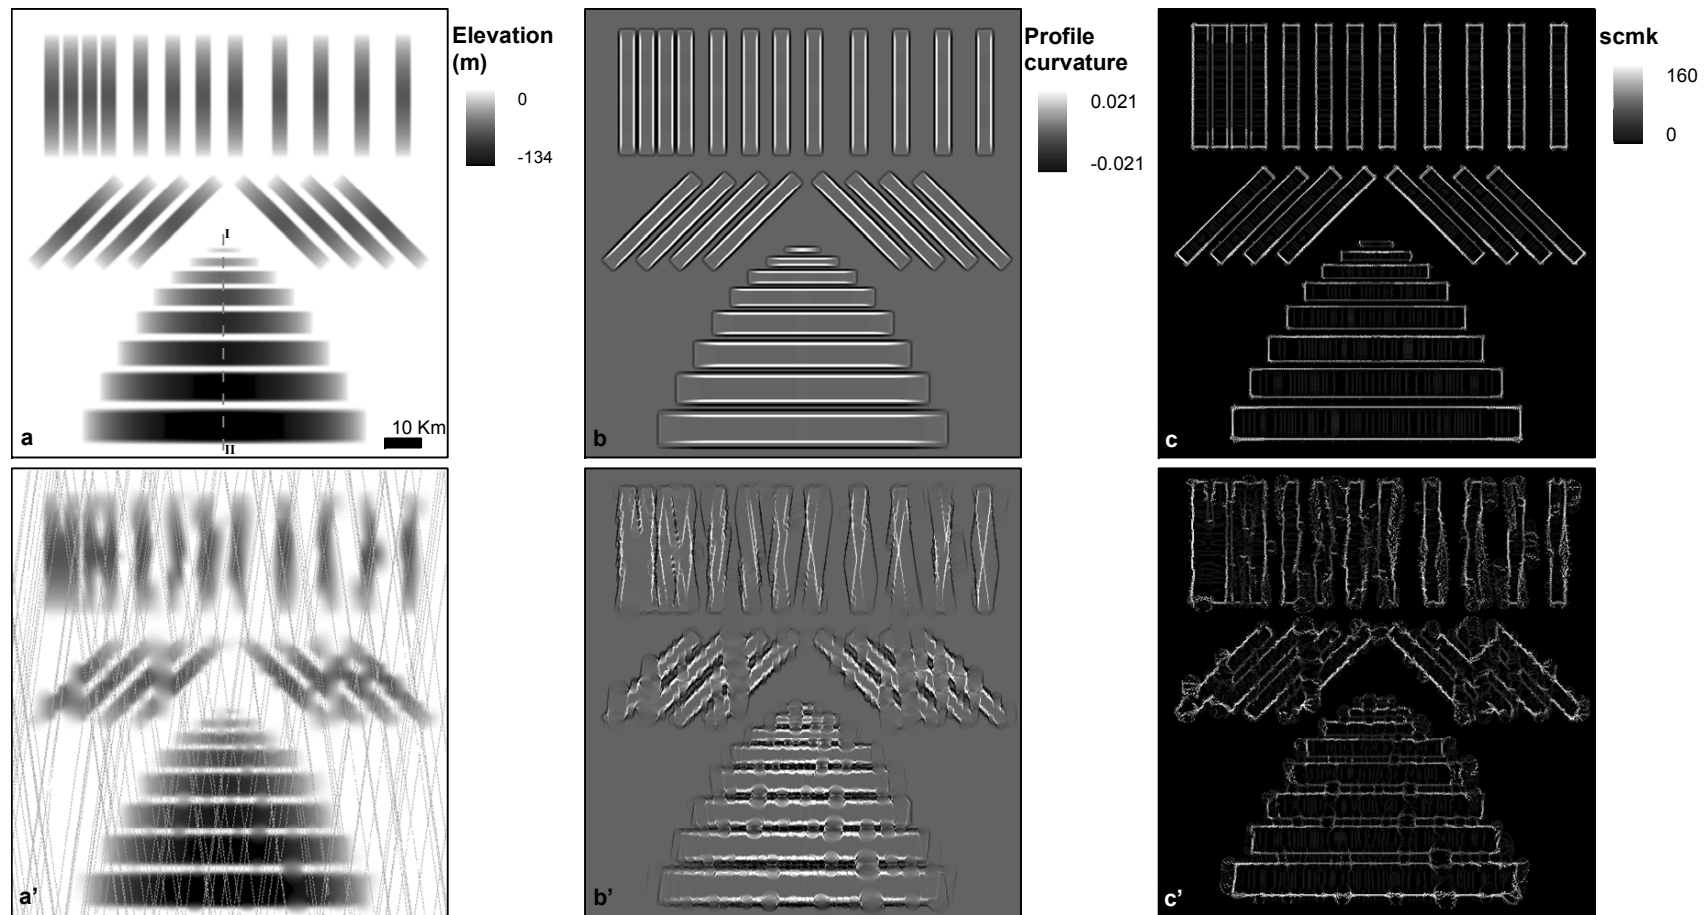 Elevation
(m)
0
-134
I
II
10 Km
a
Profile
curvature
0.021
-0.021
b
scmk
160
0
c
a’
b’
c’